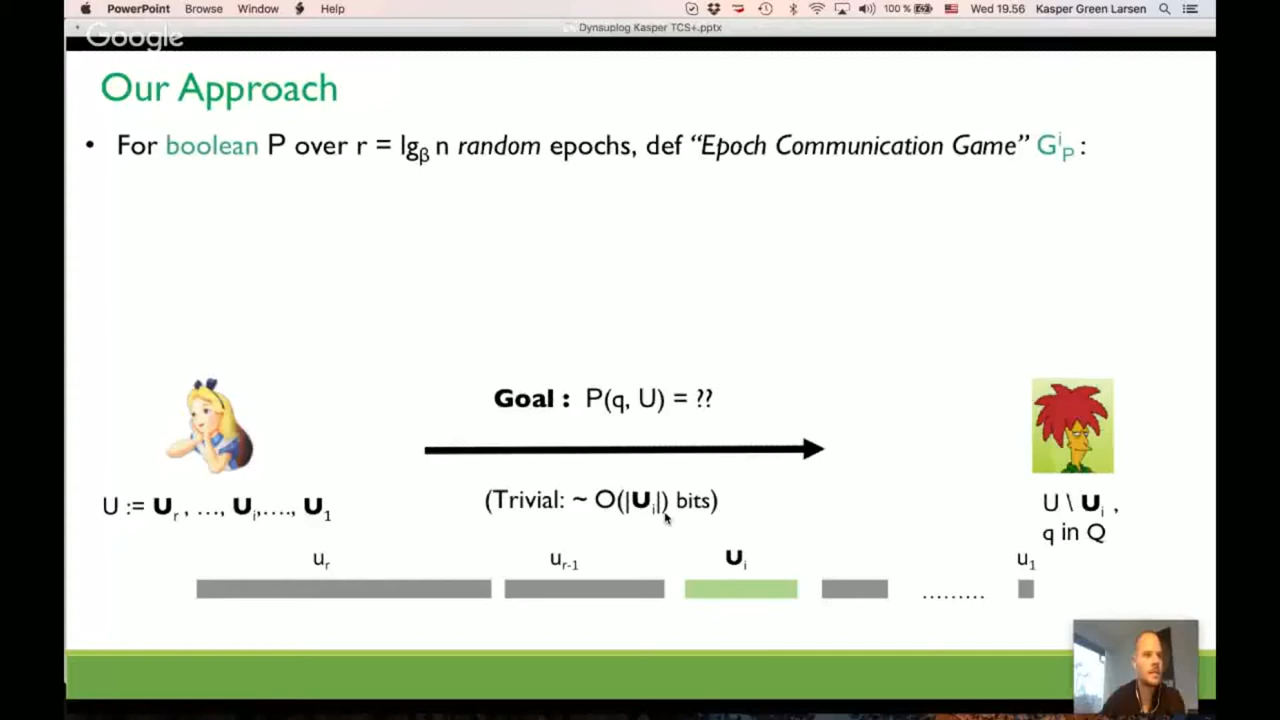 PowerPoint Browse Window Help 100 % Wed 19.56 Kasper Green Larsen
Dynsuplog Kasper TCS+.pptx
Google
Our Approach
• For boolean P over r = lgβ n random epochs, def “Epoch Communication Game” GiP :
Goal : P(q, U) = ??
U := Ur , …, Ui,…., U1
(Trivial: ~ O(|Ui|) bits)
U \ Ui ,
q in Q
ur ur-1 Ui u1
.........